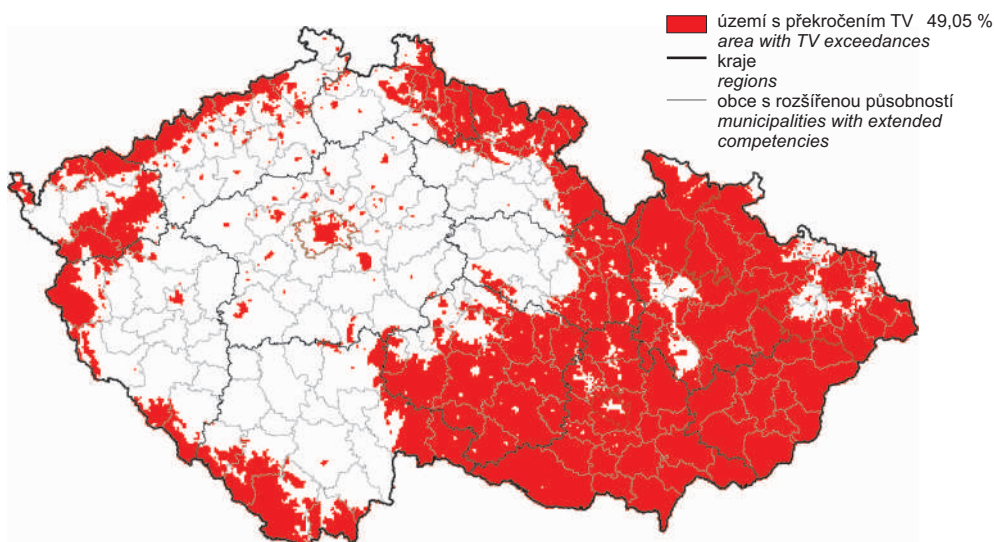 území s překročením TV 49,05 %
area with TV exceedances
kraje
regions
obce s rozšířenou působností
municipalities with extended
competencies